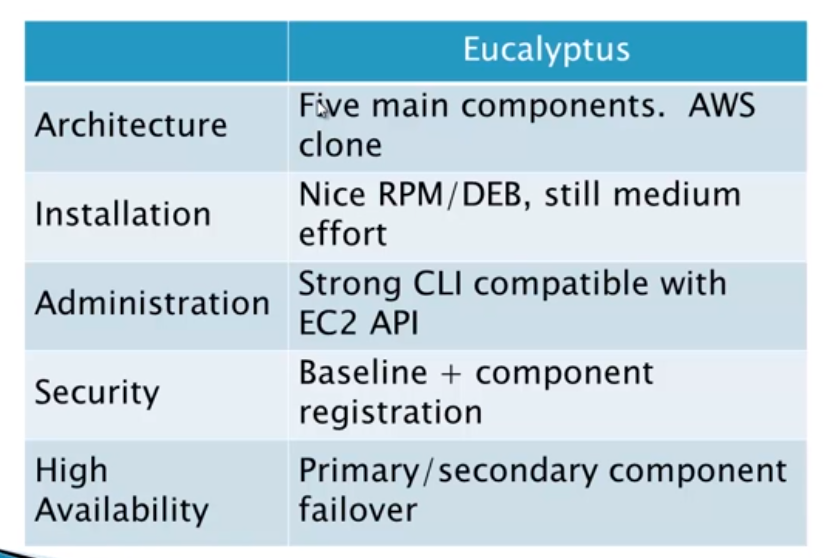 Eucalyptus
Architecture
Five main components.  AWS
clone
Installation
Nice RPM/DEB, still medium
effort
Administration
Strong CLI compatible with
EC2 API
Security
Baseline + component
registration
High
Availability
Primary/secondary component
failover